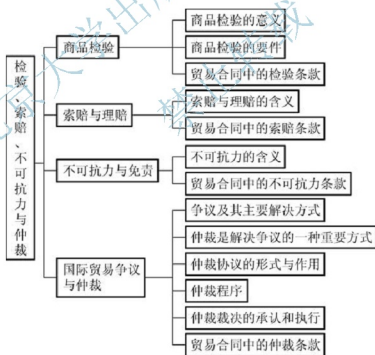 检验、索赔、不可抗力与仲裁
商品检验
商品检验的意义
商品检验的要件
贸易合同中的检验条款
索赔与理赔
索赔与理赔的含义
贸易合同中的索赔条款
不可抗力与免责
不可抗力的含义
贸易合同中的不可抗力条款
国际贸易争议
与仲裁
争议及其主要解决方式
仲裁是解决争议的一种重要方式
仲裁协议的形式与作用
仲裁程序
仲裁裁决的承认和执行
贸易合同中的仲裁条款